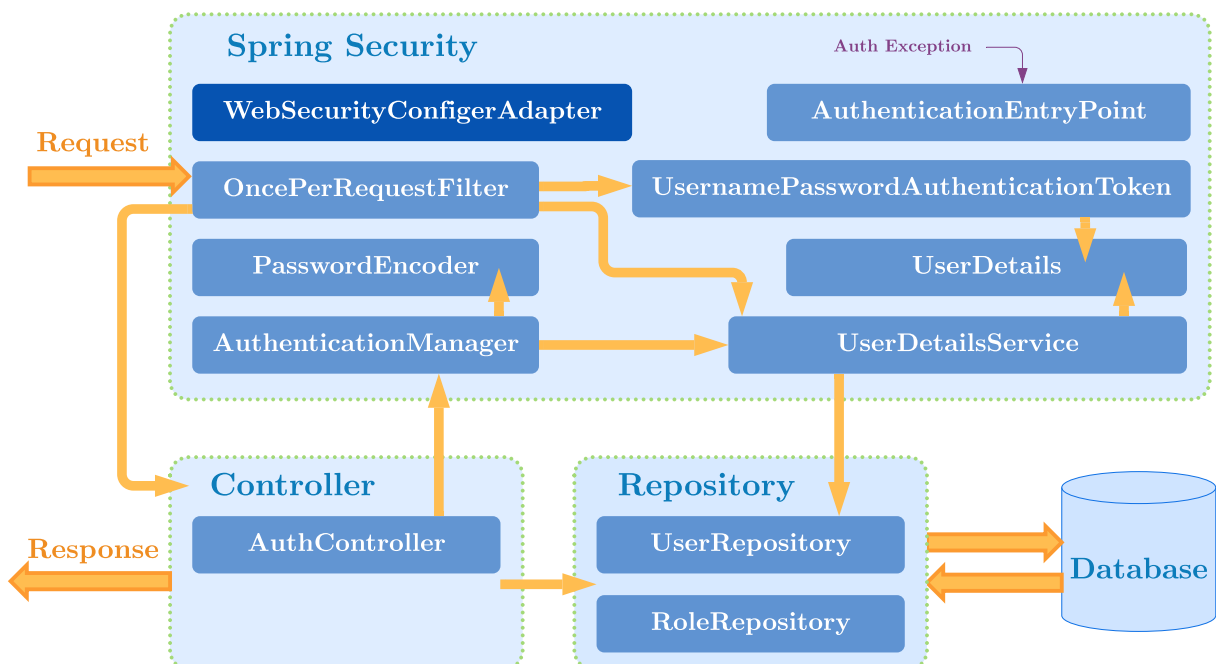 Spring Security
Auth Exception
WebSecurityConfigerAdapter
AuthenticationEntryPoint
Request
OncePerRequestFilter
UsernamePasswordAuthenticationToken
PasswordEncoder
UserDetails
AuthenticationManager
UserDetailsService
Controller
Repository
AuthController
UserRepository
Response
Database
RoleRepository